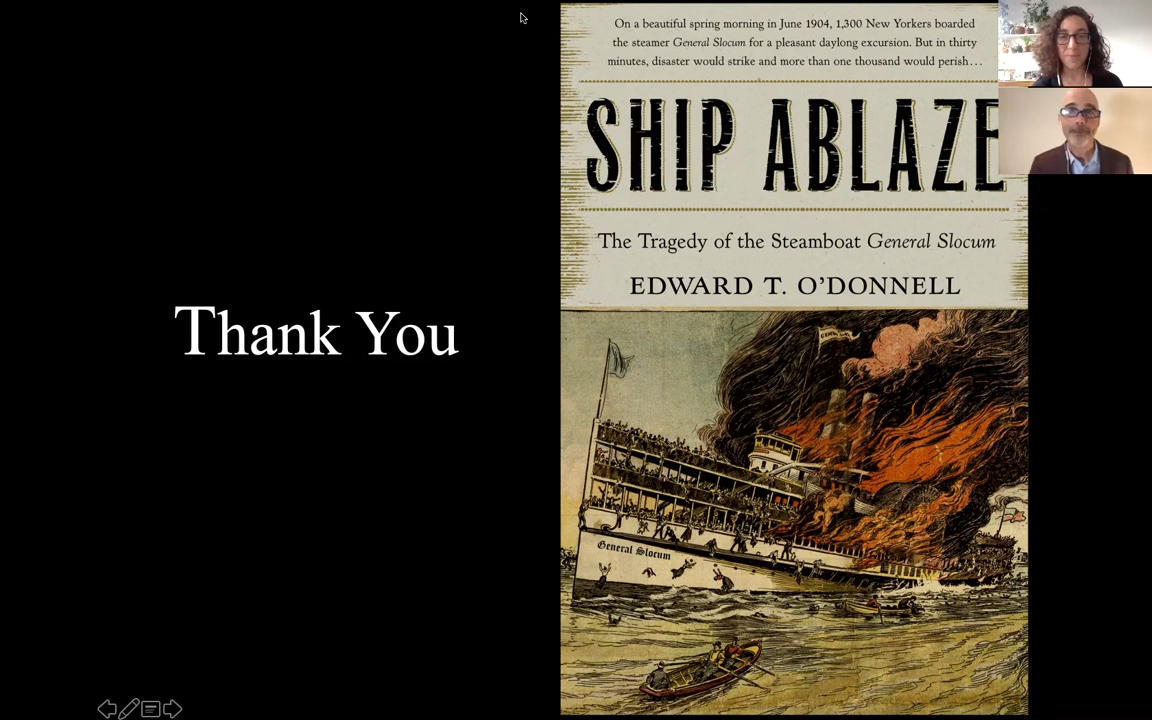 Thank You
On a beautiful spring morning in June 1904, 1,300 New Yorkers boarded
the steamer General Slocum for a pleasant daylong excursion. But in thirty
minutes, disaster would strike and more than one thousand would perish...
SHIP ABLAZE
The Tragedy of the Steamboat General Slocum
EDWARD T. O'DONNELL
General Slocum